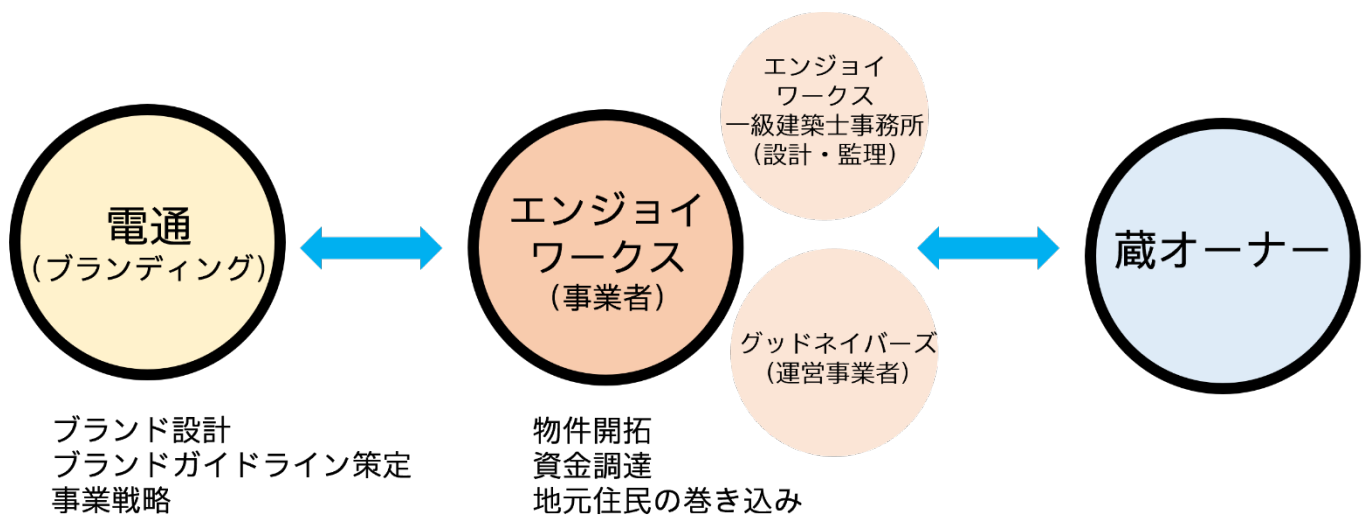 電通
（ブランディング）
ブランド設計
ブランドガイドライン策定
事業戦略
エンジョイ
ワークス
（事業者）
物件開拓
資金調達
地元住民の巻き込み
エンジョイ
ワークス
一級建築士事務所
（設計・監理）
グッドネイバーズ
（運営事業者）
蔵オーナー